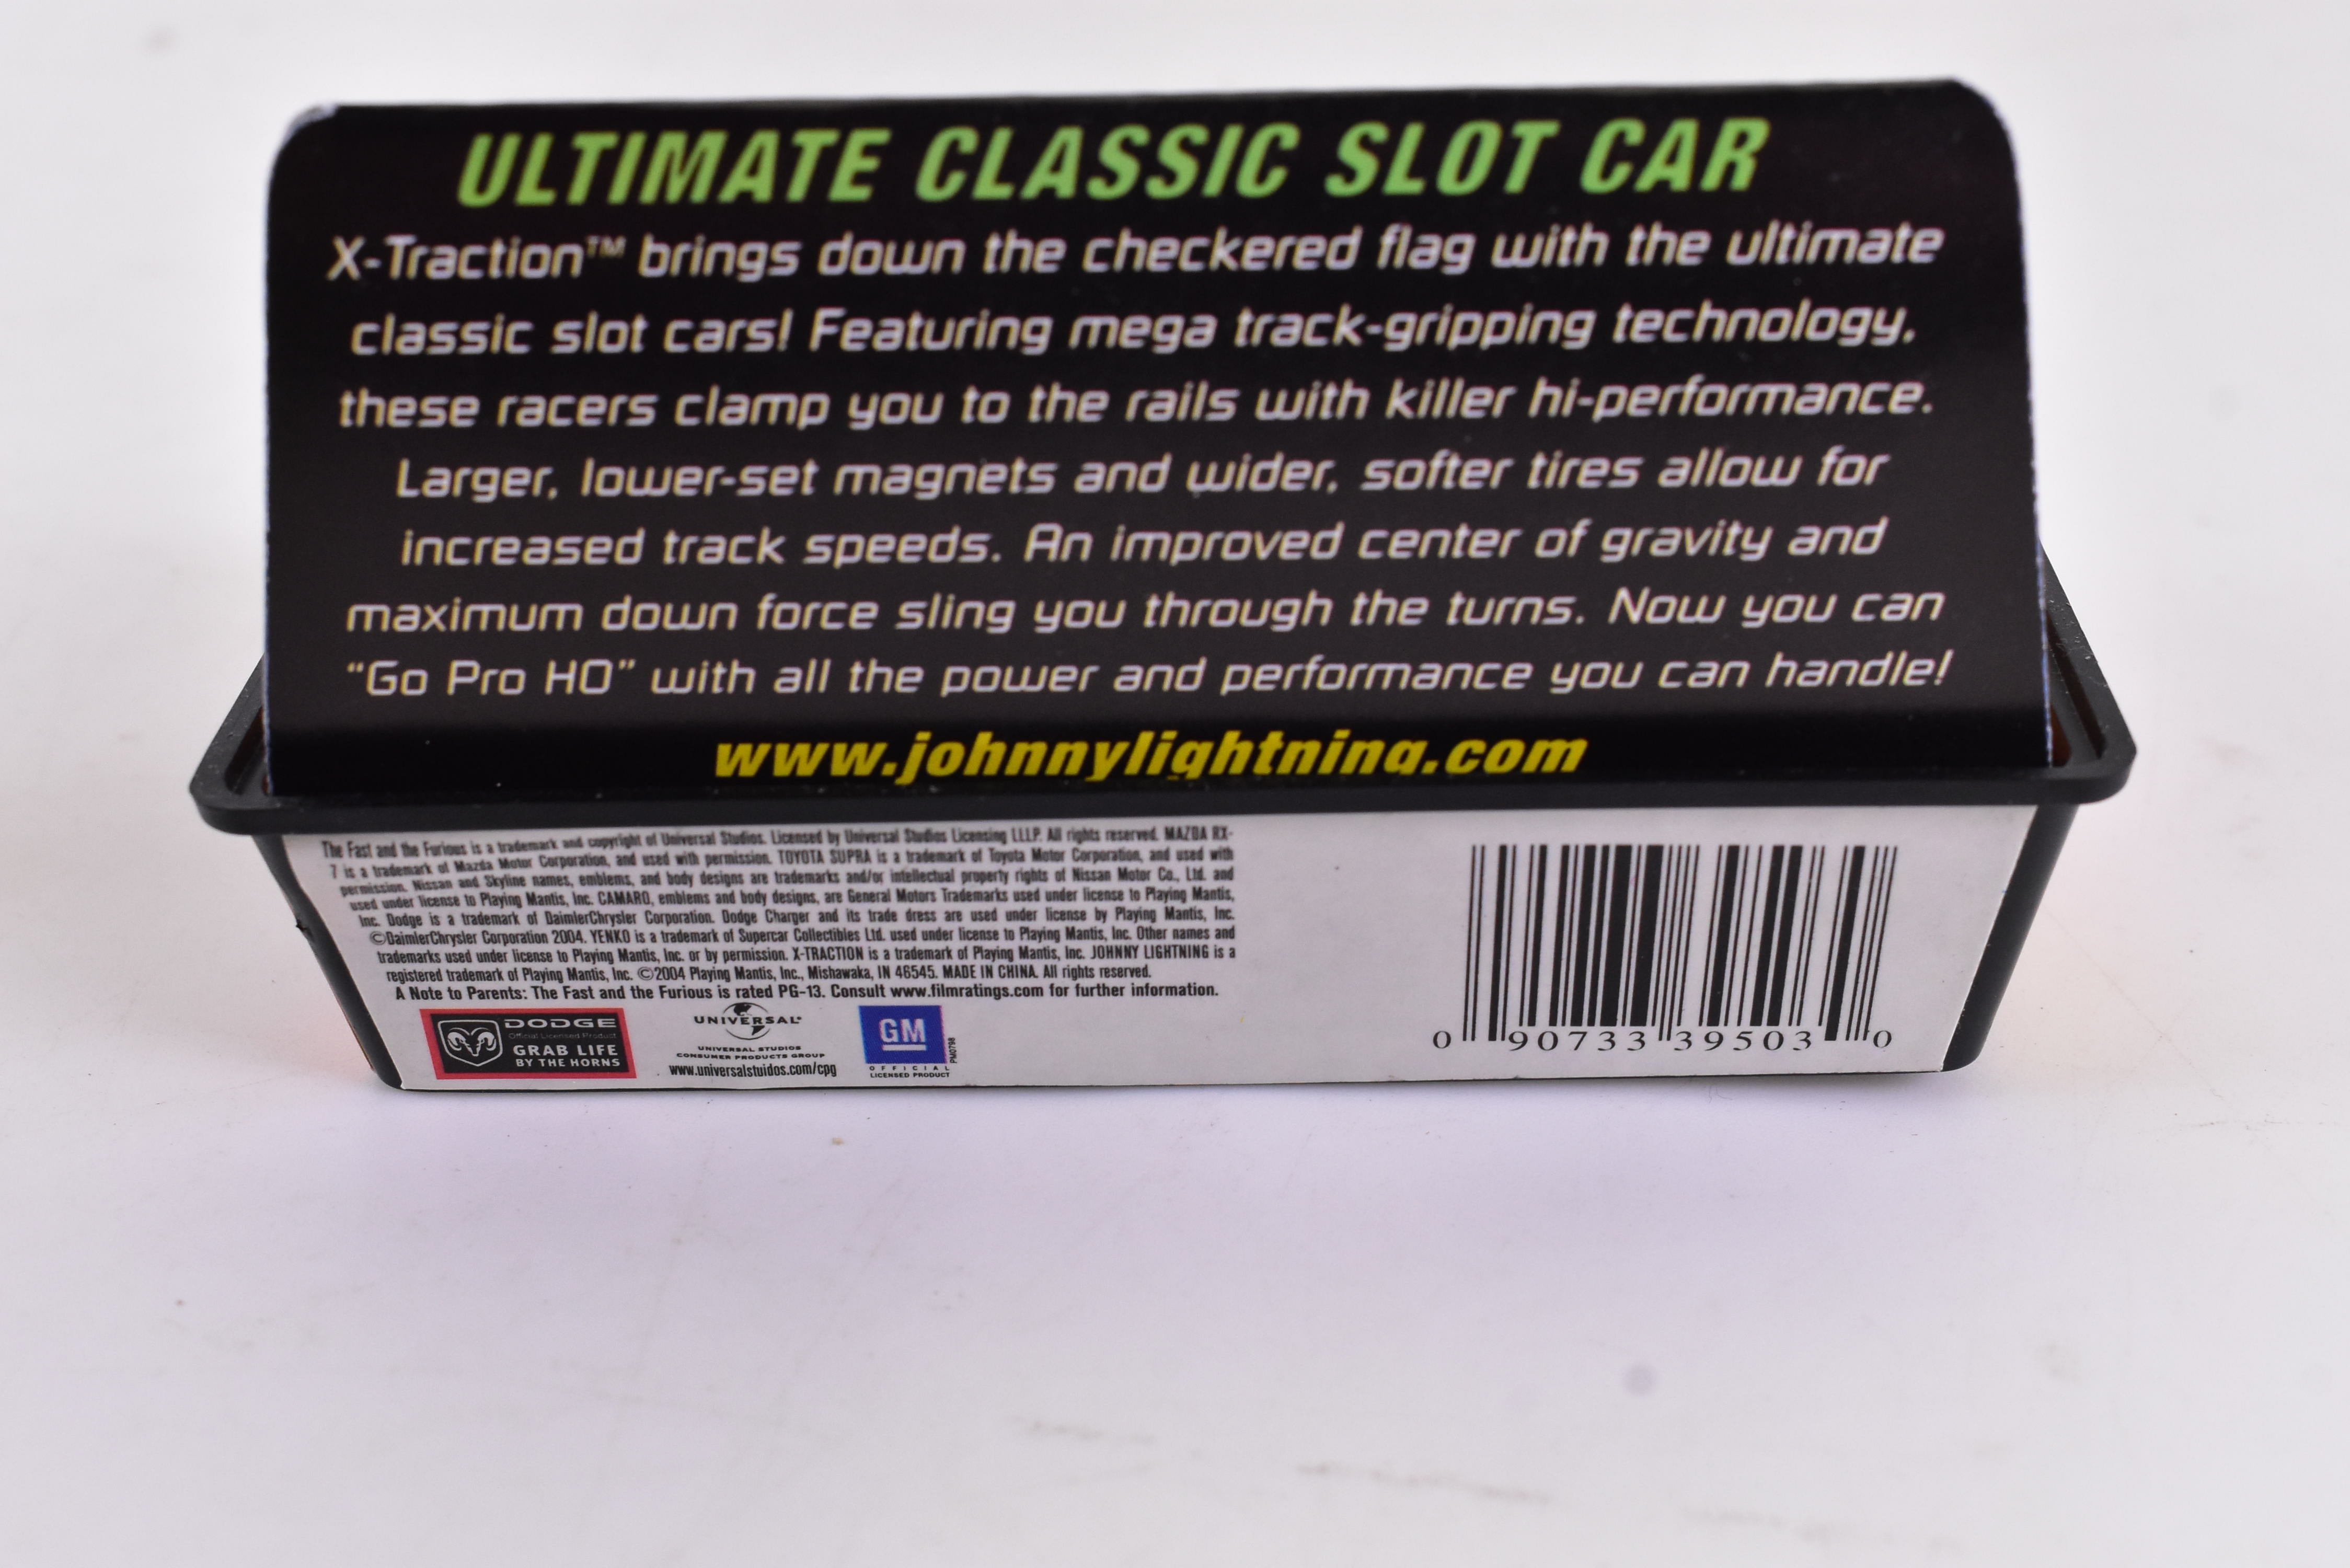 ULTIMATE CLASSIC SLOT CAR
X-Traction™ brings down the checkered flag with the ultimate
classic slot cars! Featuring mega track-gripping technology,
these racers clamp you to the rails with killer hi-performance.
Larger, lower-set magnets and wider, softer tires allow for
increased track speeds. An improved center of gravity and
maximum down force sling you through the turns. Now you can
“Go Pro HO” with all the power and performance you can handle!
www.johnnylightning.com
The Fast and the Furious is a trademark and copyright of Universal Studios. Licensed by Universal Studios Licensing LLLP. All rights reserved. MAZDA RX-
7 is a trademark of Mazda Motor Corporation, and used with permission. TOYOTA SUPRA is a trademark of Toyota Motor Corporation, and used with
permission. Nissan and Skyline names, emblems, and body designs are trademarks and/or intellectual property rights of Nissan Motor Co., Ltd. and
used under license to Playing Mantis, Inc. CAMARO, emblems and body designs, are General Motors Trademarks used under license to Playing Mantis,
Inc. Dodge is a trademark of DaimlerChrysler Corporation. Dodge Charger and its trade dress are used under license by Playing Mantis, Inc.
©DaimlerChrysler Corporation 2004. YENKO is a trademark of Supercar Collectibles Ltd. used under license to Playing Mantis, Inc. Other names and
trademarks used under license to Playing Mantis, Inc. or by permission. X-TRACTION is a trademark of Playing Mantis, Inc. JOHNNY LIGHTNING is a
registered trademark of Playing Mantis, Inc. ©2004 Playing Mantis, Inc., Mishawaka, IN 46545. MADE IN CHINA. All rights reserved.
A Note to Parents: The Fast and the Furious is rated PG-13. Consult www.filmratings.com for further information.
DODGE
Official Licensed Product
GRAB LIFE
BY THE HORNS
UNIVERSAL
UNIVERSAL STUDIOS
CONSUMER PRODUCTS GROUP
www.universalstuidos.com/cpg
GM
OFFICIAL
LICENSED PRODUCT
0 90733 39503 0